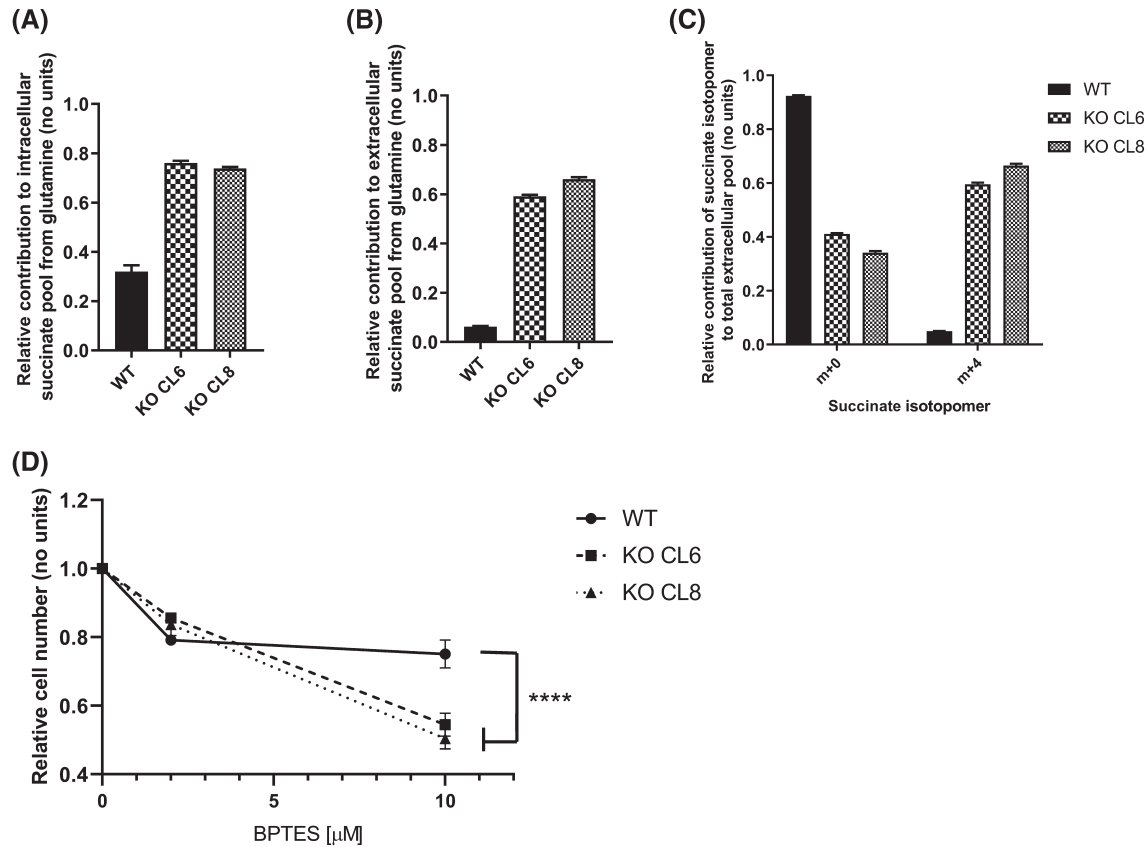 (A)
Relative contribution to intracellular
succinate pool from glutamine (no units)
1.0
0.8
0.6
0.4
0.2
0.0
WT
KO CL6
KO CL8
(B)
Relative contribution to extracellular
succinate pool from glutamine (no units)
1.0
0.8
0.6
0.4
0.2
0.0
WT
KO CL6
KO CL8
(C)
Relative contribution of succinate isotopomer
to total extracellular pool (no units)
1.0
0.8
0.6
0.4
0.2
0.0
m+0
m+4
Succinate isotopomer
WT
KO CL6
KO CL8
(D)
Relative cell number (no units)
1.2
1.0
0.8
0.6
0.4
0
5
10
BPTES [μM]
WT
KO CL6
KO CL8
****